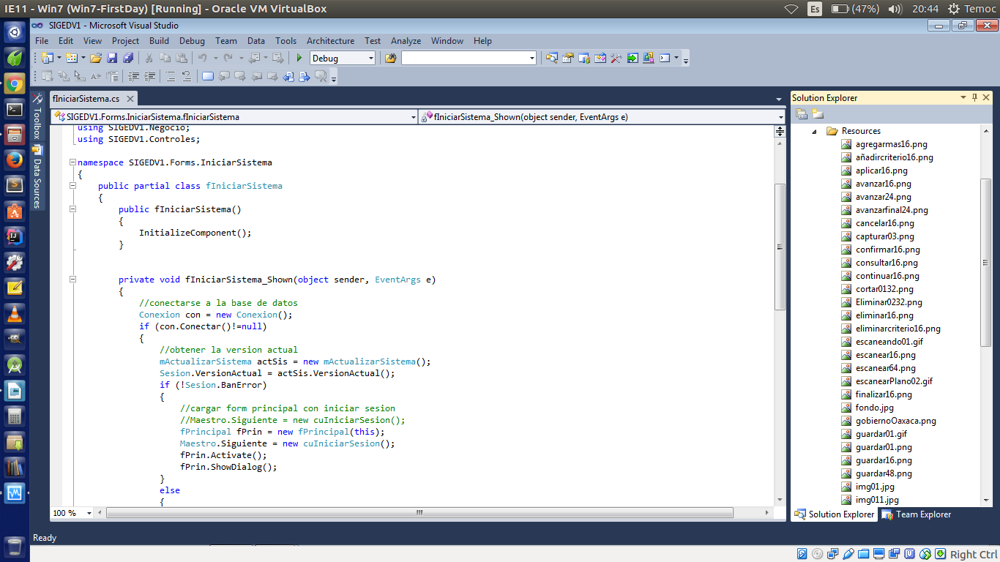 IE11 - Win7 (Win7-FirstDay) [Running] - Oracle VM VirtualBox
Es
(47%)
20:44
Temoc
SIGEDV1 - Microsoft Visual Studio
File Edit View Project Build Debug Team Data Tools Architecture Test Analyze Window Help
Debug
Toolbox
Data Sources
fIniciarSistema.cs
SIGEDV1.Forms.IniciarSistema.fIniciarSistema
fIniciarSistema_Shown(object sender, EventArgs e)
using SIGEDV1.Negocio;
using SIGEDV1.Controles;
namespace SIGEDV1.Forms.IniciarSistema
{
public partial class fIniciarSistema
{
public fIniciarSistema()
{
InitializeComponent();
}
private void fIniciarSistema_Shown(object sender, EventArgs e)
{
//conectarse a la base de datos
Conexion con = new Conexion();
if (con.Conectar()!=null)
{
//obtener la version actual
mActualizarSistema actSis = new mActualizarSistema();
Sesion.VersionActual = actSis.VersionActual();
if (!Sesion.BanError)
{
//cargar form principal con iniciar sesion
//Maestro.Siguiente = new cuIniciarSesion();
fPrincipal fPrin = new fPrincipal(this);
Maestro.Siguiente = new cuIniciarSesion();
fPrin.Activate();
fPrin.ShowDialog();
}
else
{
100 %
Solution Explorer
Resources
agregarmas16.png
añadircriterio16.png
aplicar16.png
avanzar16.png
avanzar24.png
avanzarfinal24.png
cancelar16.png
capturar03.png
confirmar16.png
consultar16.png
continuar16.png
cortar0132.png
Eliminar0232.png
eliminar16.png
eliminarcriterio16.png
escaneando01.gif
escanear16.png
escanear64.png
escanearPlano02.gif
finalizar16.png
fondo.jpg
gobiernoOaxaca.png
guardar01.gif
guardar01.png
guardar16.png
guardar48.png
img01.jpg
img011.jpg
Solution Explorer
Team Explorer
Ready
Right Ctrl